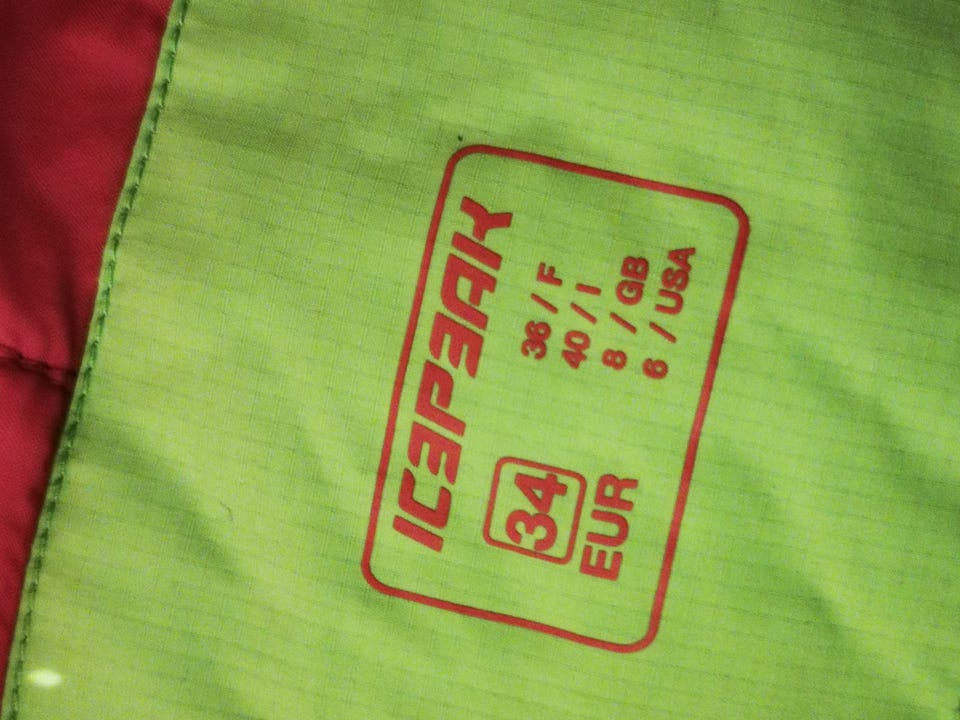 ICEPEAK
34
EUR
36 / F
40 / I
8 / GB
6 / USA